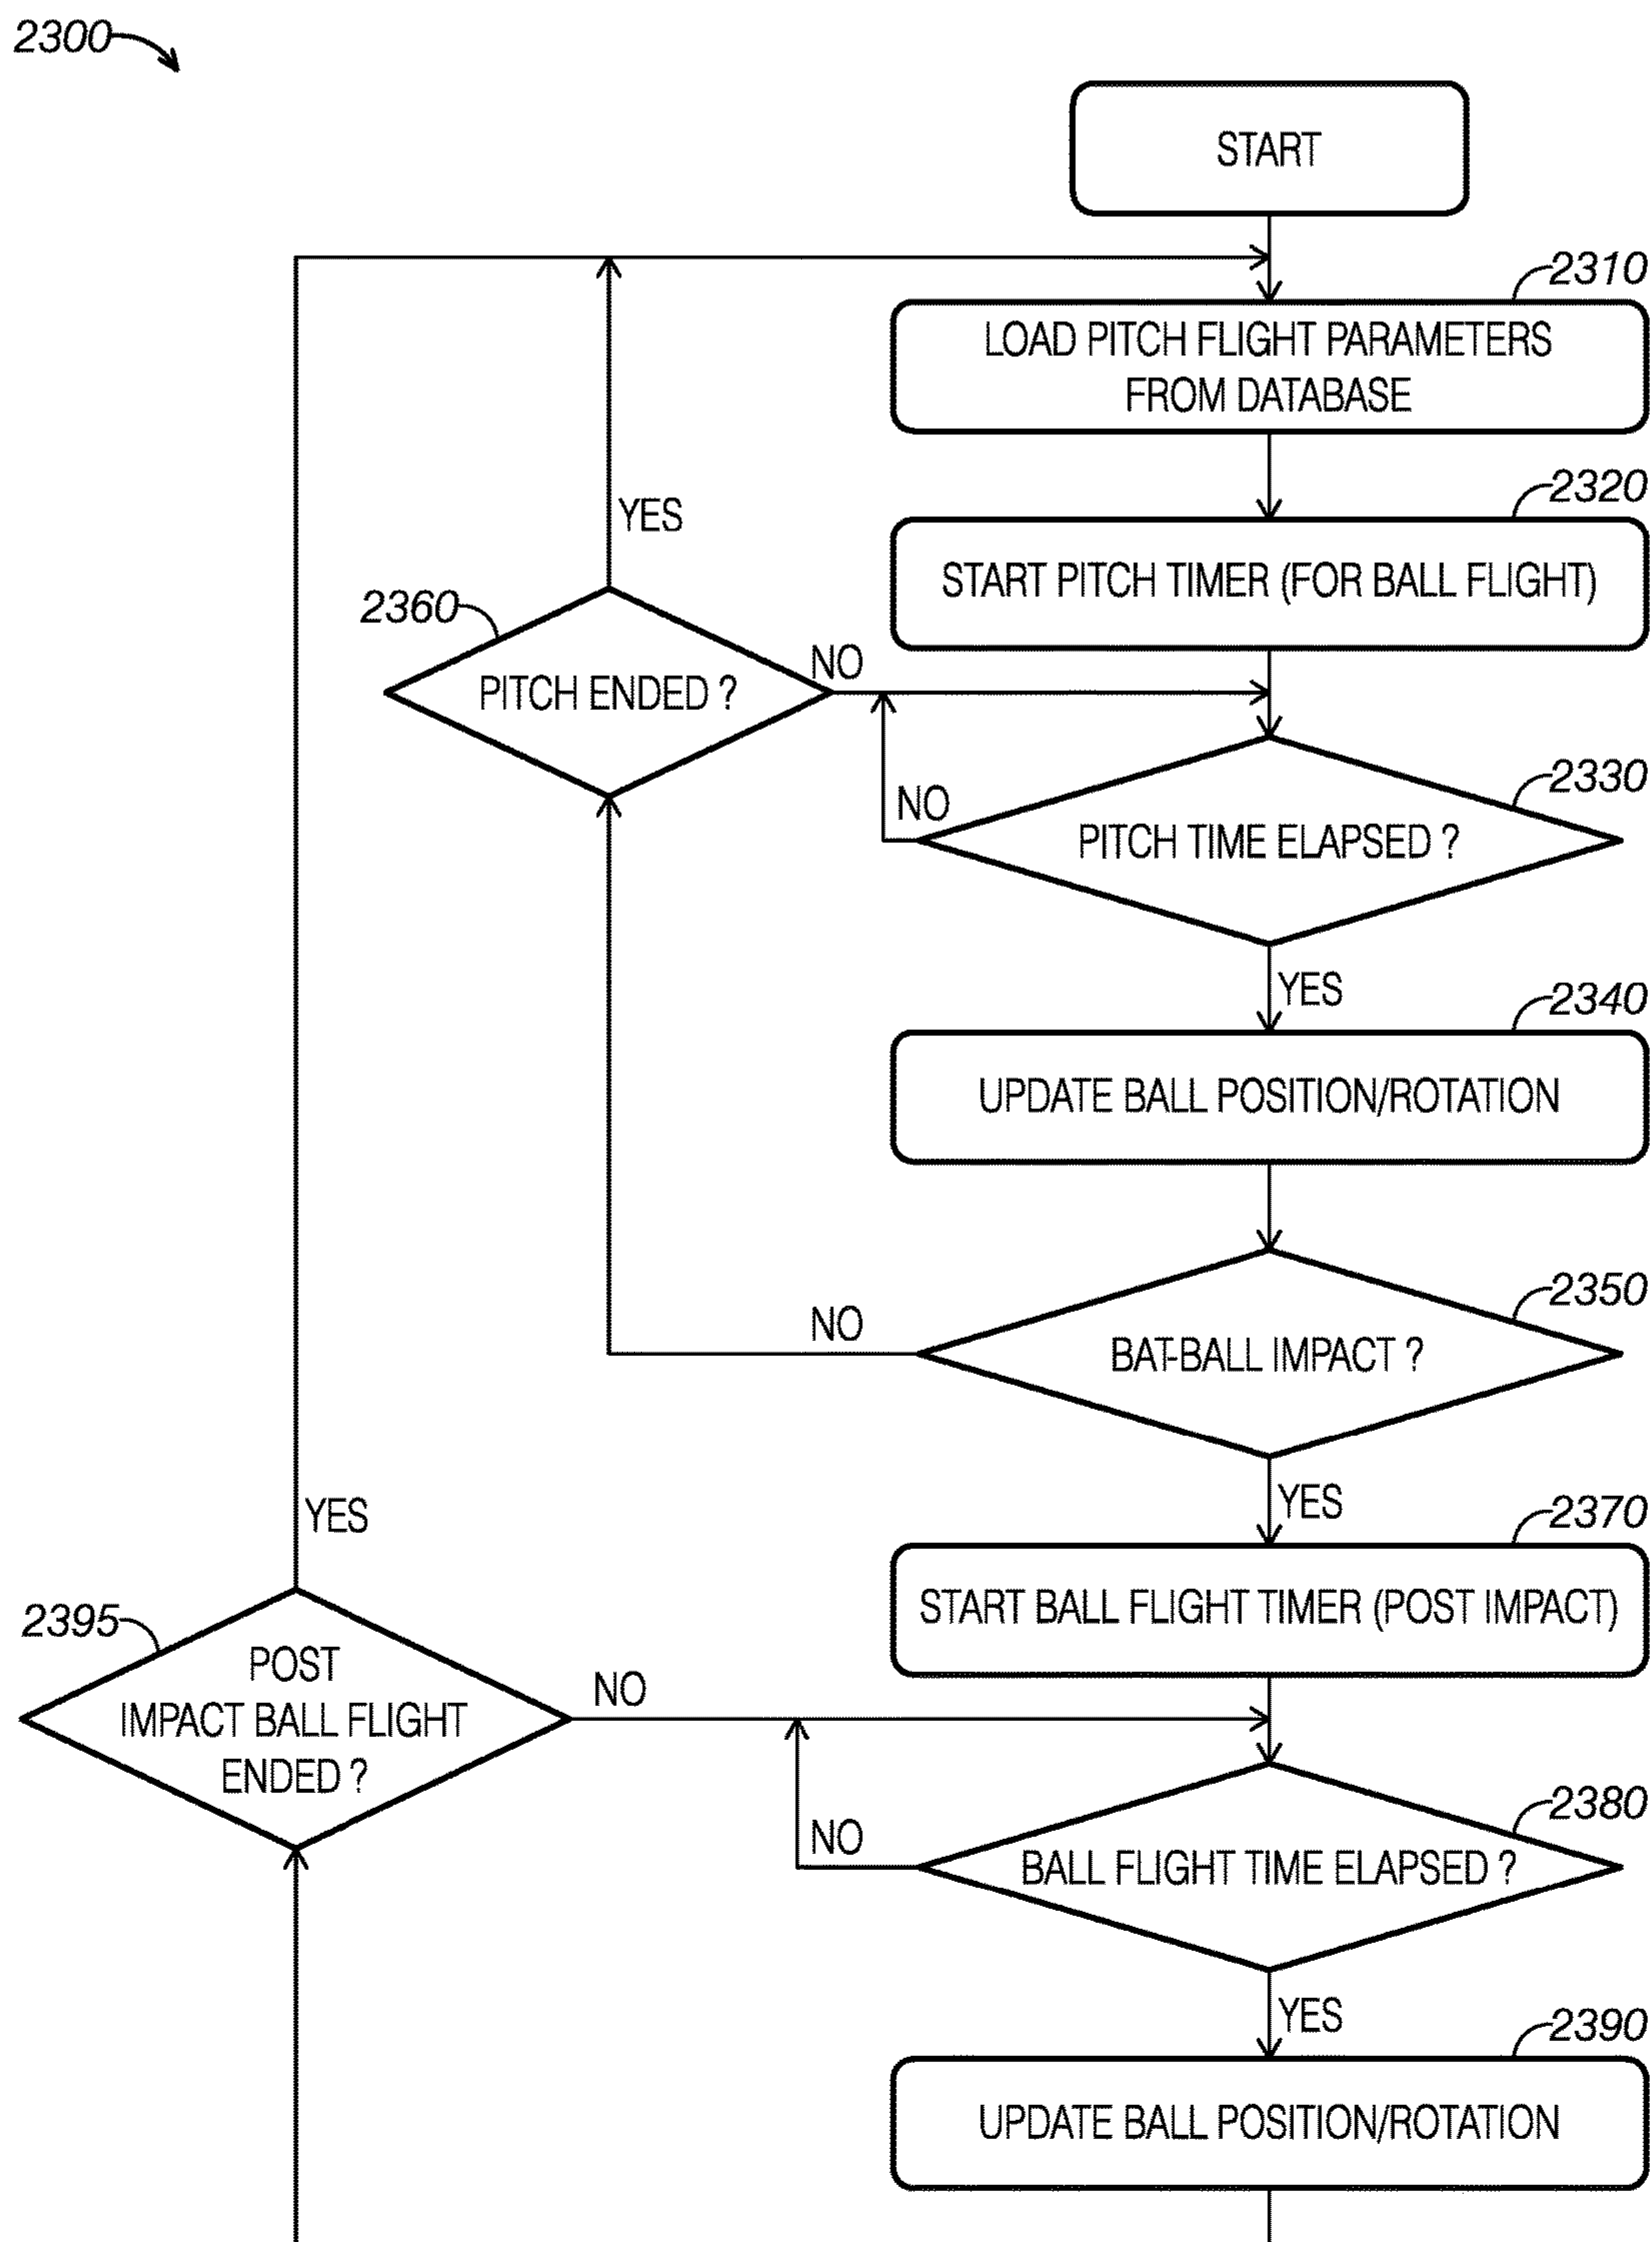 2300
START
2310
LOAD PITCH FLIGHT PARAMETERS
FROM DATABASE
2320
START PITCH TIMER (FOR BALL FLIGHT)
YES
2360
PITCH ENDED ?
NO
2330
NO
PITCH TIME ELAPSED ?
YES
2340
UPDATE BALL POSITION/ROTATION
2350
NO
BAT-BALL IMPACT ?
YES
2370
START BALL FLIGHT TIMER (POST IMPACT)
YES
2395
POST
IMPACT BALL FLIGHT
ENDED ?
NO
2380
NO
BALL FLIGHT TIME ELAPSED ?
YES
2390
UPDATE BALL POSITION/ROTATION